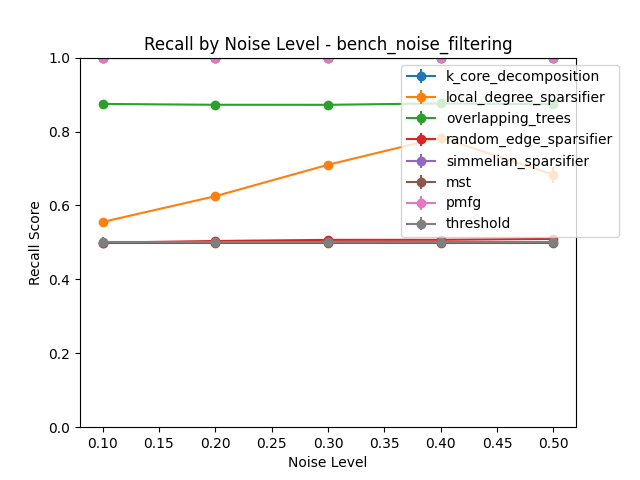 Recall by Noise Level - bench_noise_filtering
1.0
0.8
0.6
0.4
0.2
0.0
Recall Score
k_core_decomposition
local_degree_sparsifier
overlapping_trees
random_edge_sparsifier
simmelian_sparsifier
mst
pmfg
threshold
0.10 0.15 0.20 0.25 0.30 0.35 0.40 0.45 0.50
Noise Level